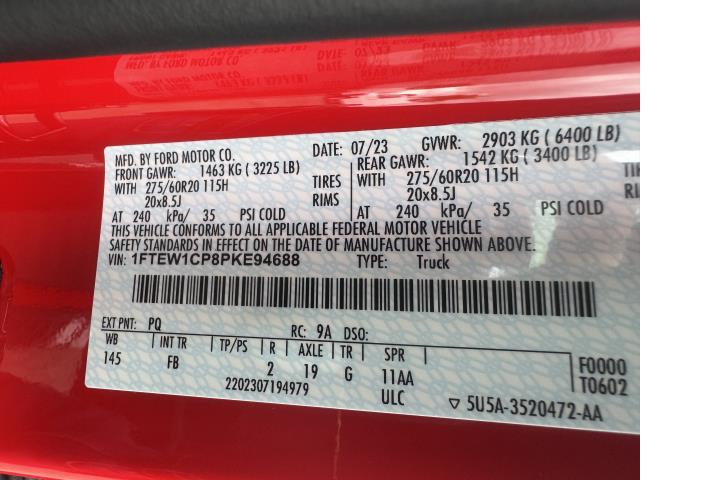 MFD. BY FORD MOTOR CO. DATE: 07/23 GVWR: 2903 KG (6400 LB)
FRONT GAWR: 1463 KG (3225 LB) REAR GAWR: 1542 KG (3400 LB)
WITH 275/60R20 115H TIRES WITH 275/60R20 115H TIRES
20x8.5J RIMS 20x8.5J RIMS
AT 240 kPa/ 35 PSI COLD AT 240 kPa/ 35 PSI COLD
THIS VEHICLE CONFORMS TO ALL APPLICABLE FEDERAL MOTOR VEHICLE
SAFETY STANDARDS IN EFFECT ON THE DATE OF MANUFACTURE SHOWN ABOVE.
VIN: 1FTEW1CP8PKE94688 TYPE: Truck
EXT PNT: PQ RC: 9A DSO:
WB INT TR TP/PS R AXLE TR SPR F0000
145 FB 2 19 G 11AA T0602
2202307194979 ULC ▽ 5U5A-3520472-AA